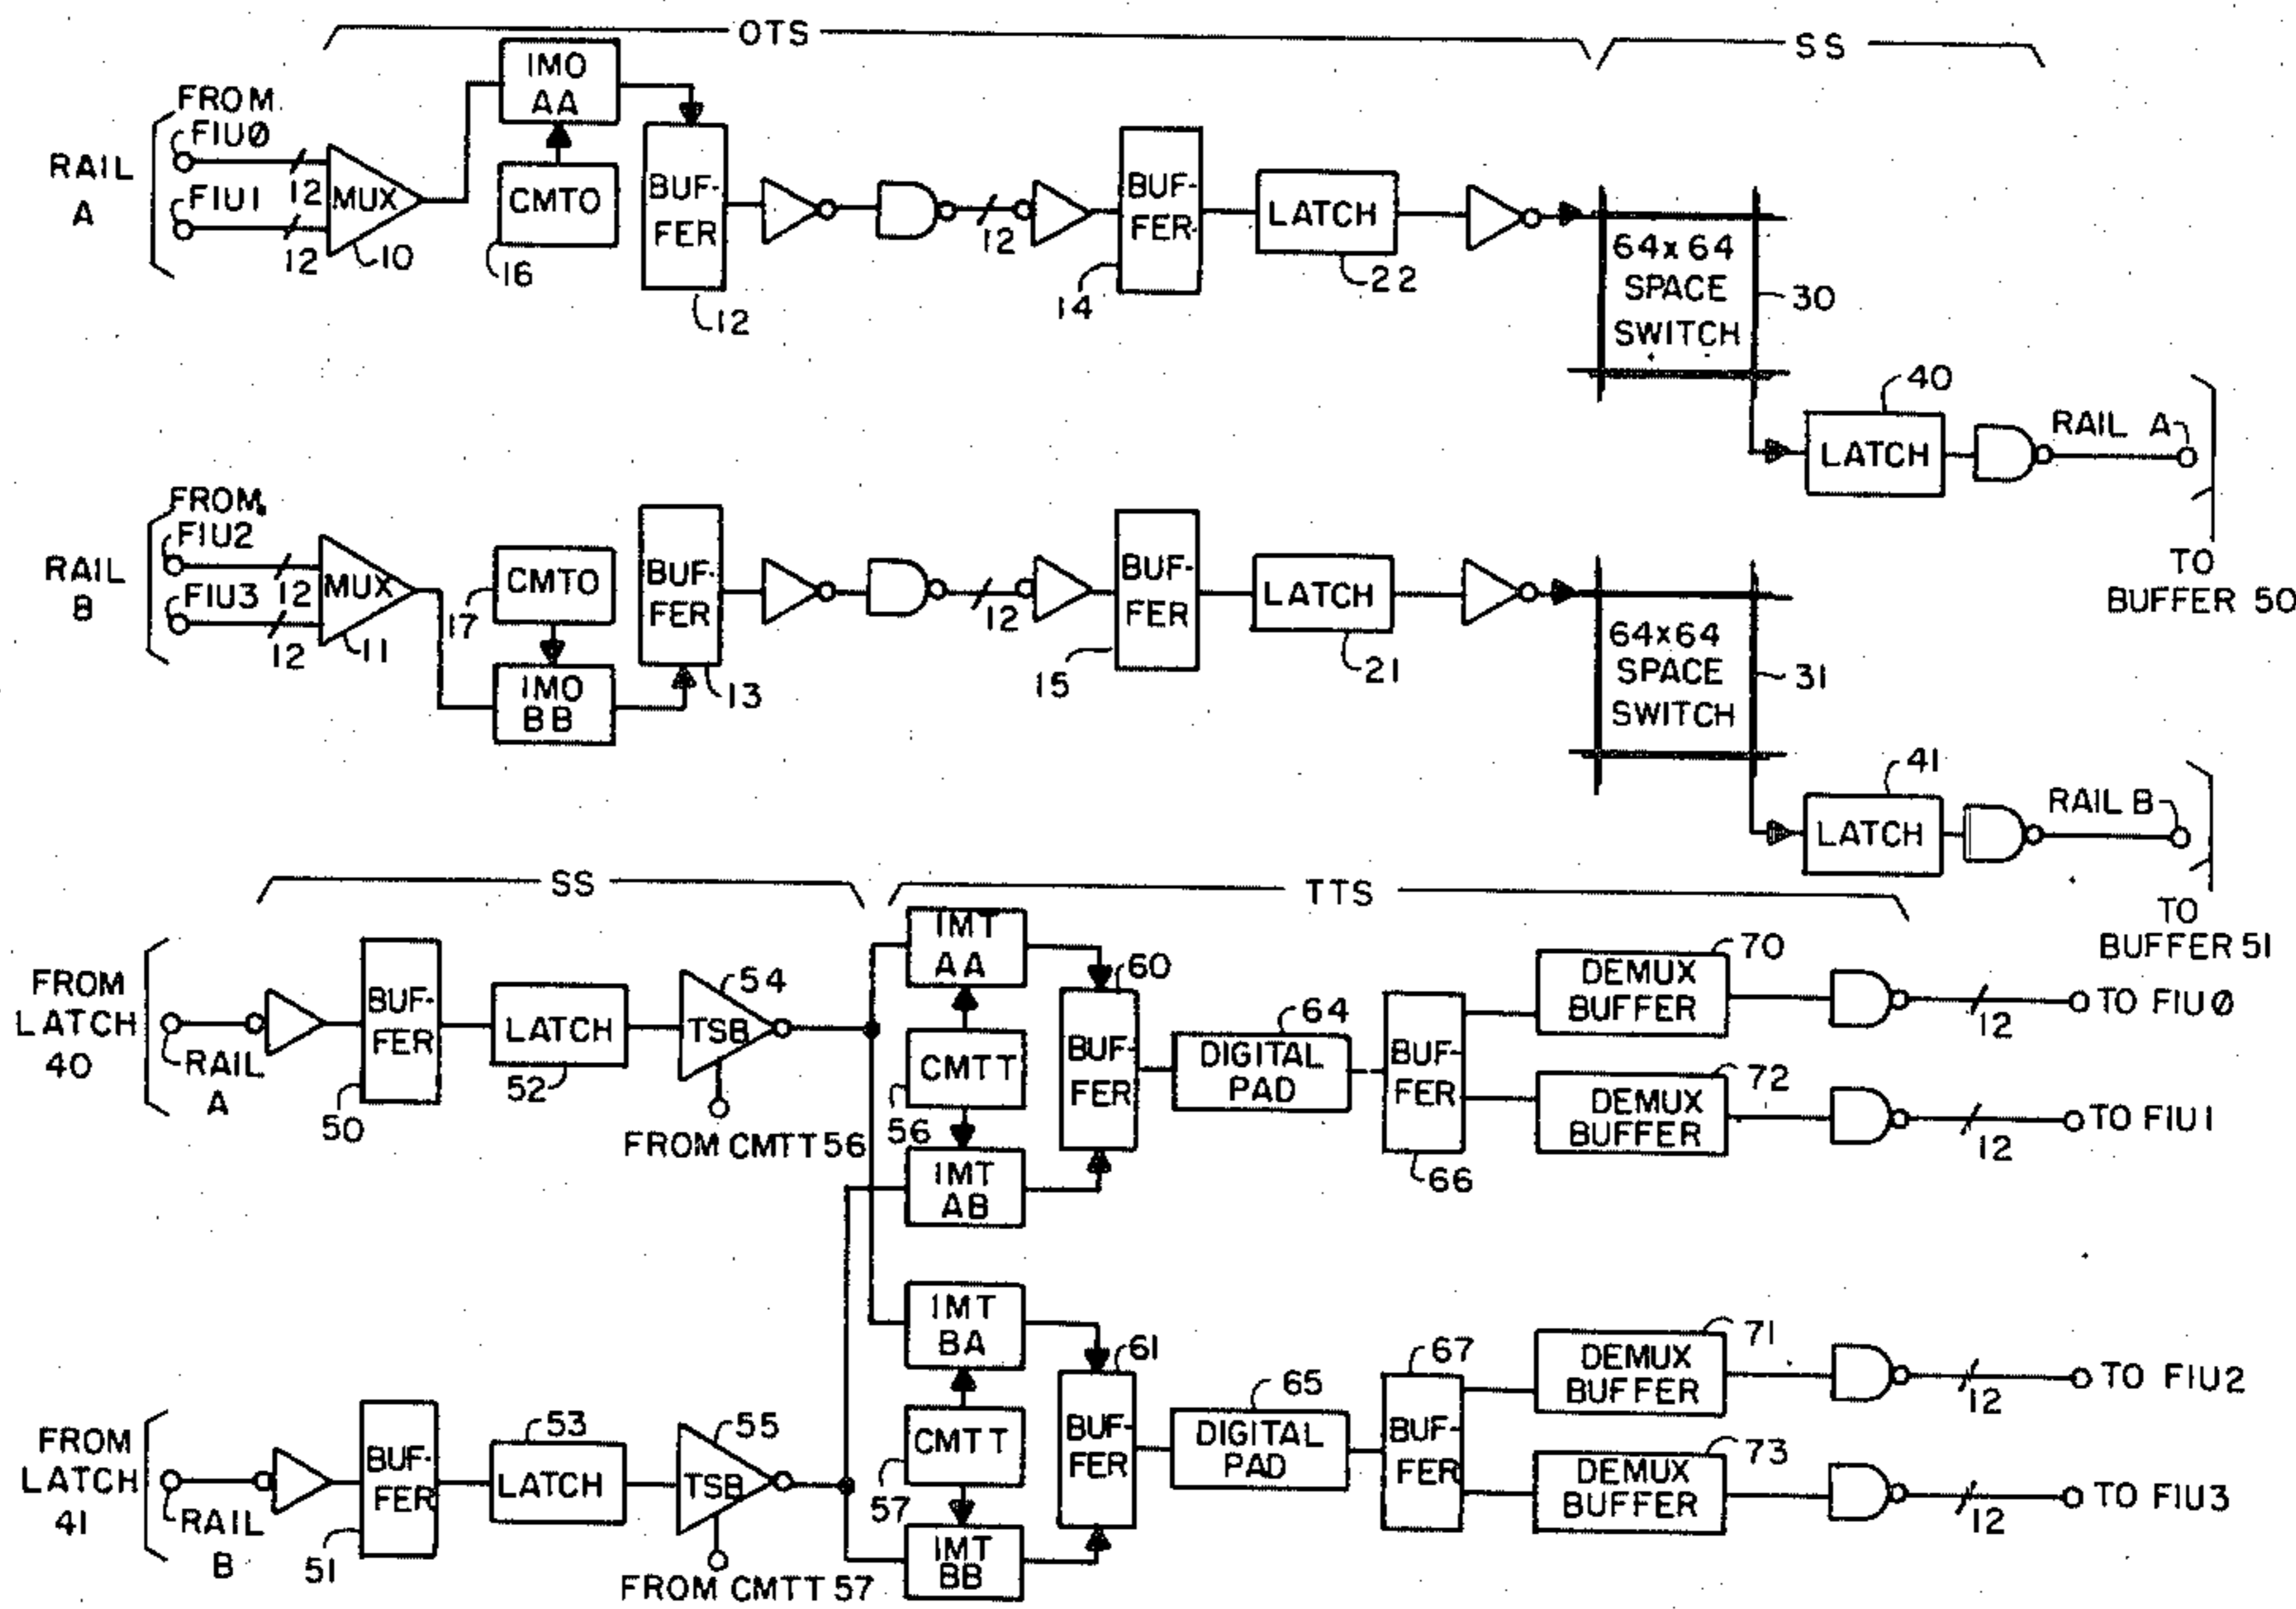 OTS
SS
RAIL
A
FROM
FIU0
FIU1
12
12
MUX
10
IMO
AA
CMTO
16
BUF-
FER
12
12
BUF-
FER
14
LATCH
22
64x64
SPACE
SWITCH
30
40
LATCH
RAIL A
TO
BUFFER 50
RAIL
B
FROM
FIU2
FIU3
12
12
MUX
11
CMTO
17
IMO
BB
BUF-
FER
13
12
BUF-
FER
15
LATCH
21
64x64
SPACE
SWITCH
31
41
LATCH
RAIL B
TO
BUFFER 51
SS
TTS
FROM
LATCH
40
RAIL
A
BUF-
FER
50
LATCH
52
54
TSB
FROM CMTT 56
IMT
AA
CMTT
56
IMT
AB
60
BUF-
FER
64
DIGITAL
PAD
BUF-
FER
66
70
DEMUX
BUFFER
12
TO FIU0
72
DEMUX
BUFFER
12
TO FIU1
FROM
LATCH
41
RAIL
B
BUF-
FER
51
53
LATCH
55
TSB
FROM CMTT 57
IMT
BA
CMTT
57
IMT
BB
61
BUF-
FER
65
DIGITAL
PAD
67
BUF-
FER
71
DEMUX
BUFFER
12
TO FIU2
73
DEMUX
BUFFER
12
TO FIU3